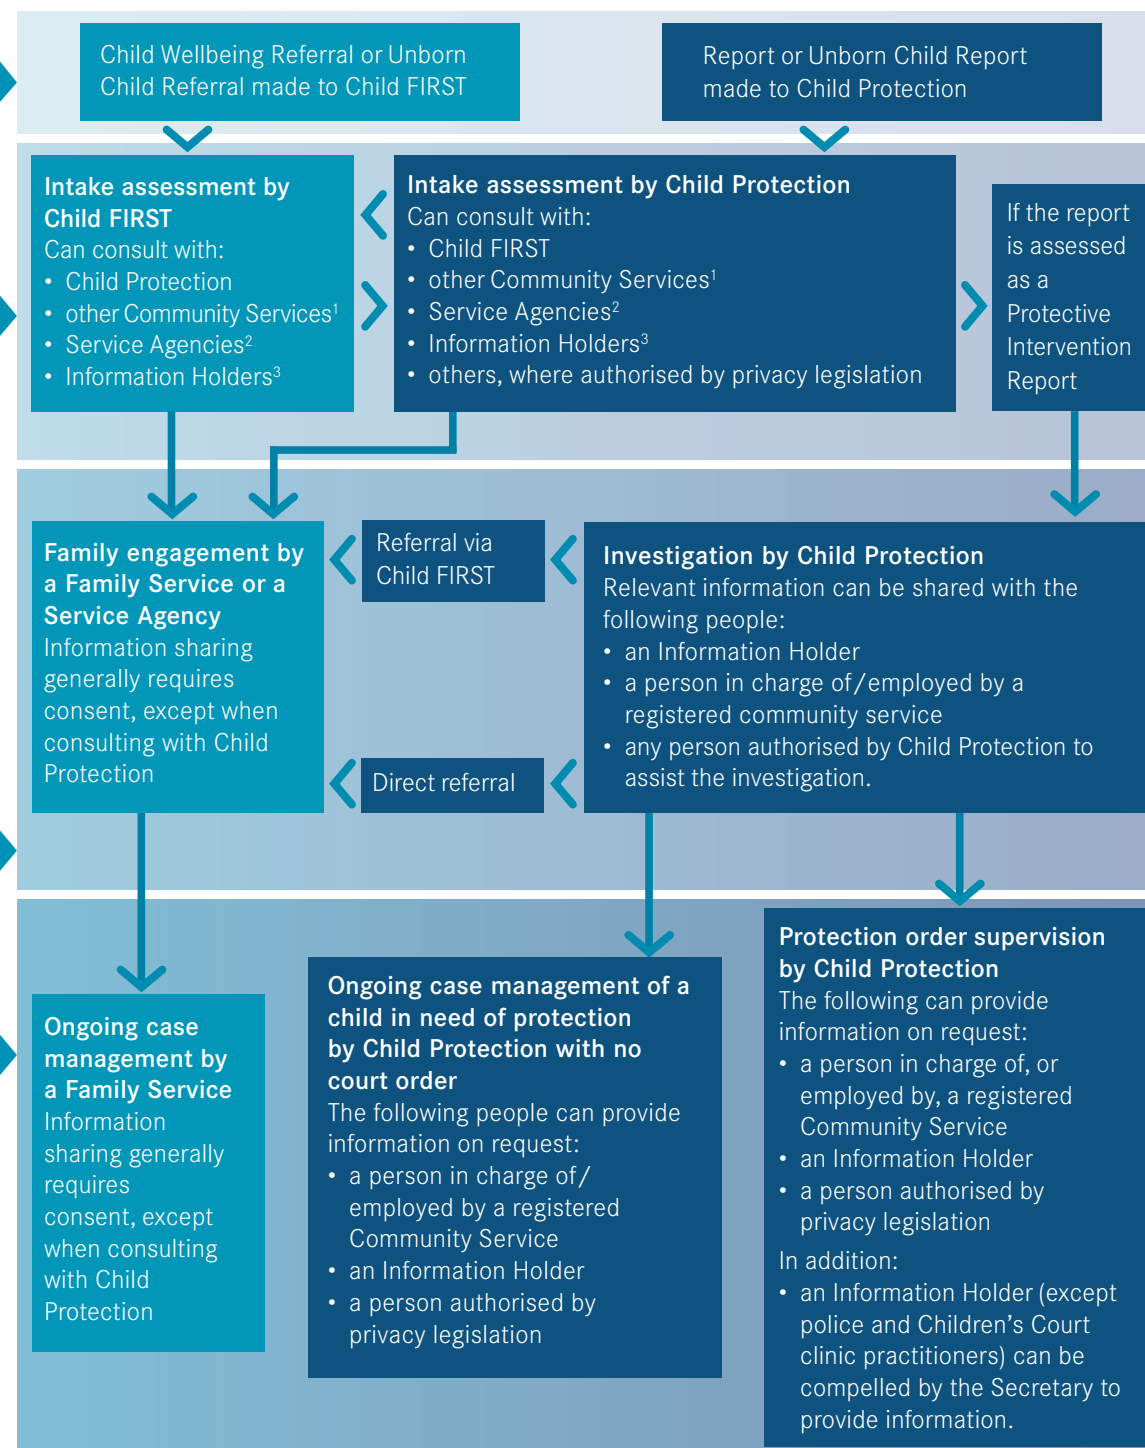 Child Wellbeing Referral or Unborn
Child Referral made to Child FIRST
Report or Unborn Child Report
made to Child Protection
Intake assessment by
Child FIRST
Can consult with:
• Child Protection
• other Community Services¹
• Service Agencies²
• Information Holders³
Intake assessment by Child Protection
Can consult with:
• Child FIRST
• other Community Services¹
• Service Agencies²
• Information Holders³
• others, where authorised by privacy legislation
If the report
is assessed
as a
Protective
Intervention
Report
Family engagement by
a Family Service or a
Service Agency
Information sharing
generally requires
consent, except when
consulting with Child
Protection
Referral via
Child FIRST
Direct referral
Investigation by Child Protection
Relevant information can be shared with the
following people:
• an Information Holder
• a person in charge of/employed by a
registered community service
• any person authorised by Child Protection to
assist the investigation.
Ongoing case
management by
a Family Service
Information
sharing generally
requires
consent, except
when consulting
with Child
Protection
Ongoing case management of a
child in need of protection
by Child Protection with no
court order
The following people can provide
information on request:
• a person in charge of/
employed by a registered
Community Service
• an Information Holder
• a person authorised by
privacy legislation
Protection order supervision
by Child Protection
The following can provide
information on request:
• a person in charge of, or
employed by, a registered
Community Service
• an Information Holder
• a person authorised by
privacy legislation
In addition:
• an Information Holder (except
police and Children's Court
clinic practitioners) can be
compelled by the Secretary to
provide information.